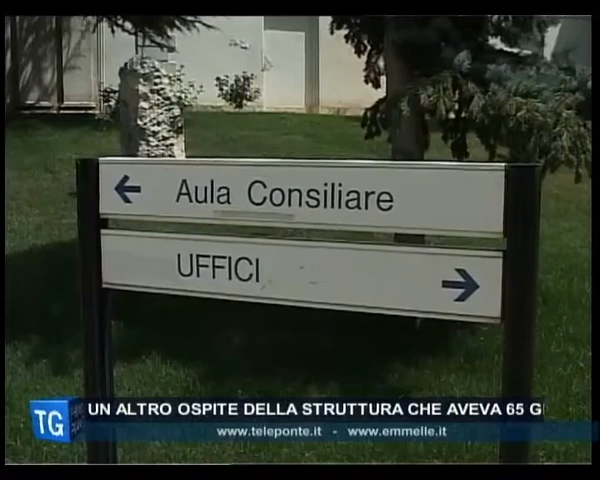 Aula Consiliare
UFFICI
TG
UN ALTRO OSPITE DELLA STRUTTURA CHE AVEVA 65 G
www.teleponte.it - www.emmelle.it